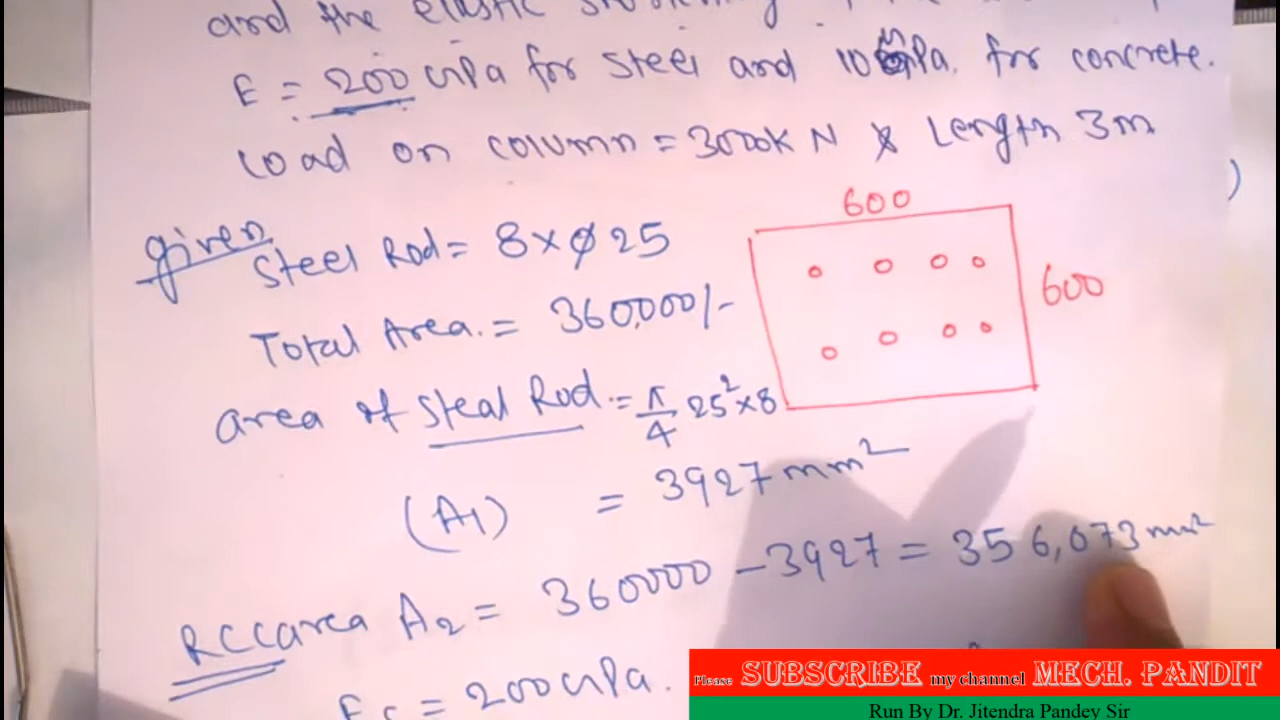 and the elastic
E = 200 GPa for steel and 10 GPa. for concrete.
Load on column = 3000K N & Length 3m
given
Steel Rod = 8 × ø 25
600
600
Total Area. = 360,000/-
area of steal Rod. = π/4 25² × 8
(A1) = 3927 mm²
RCC area A2 = 360000 - 3927 = 356,073 mm²
= 200 GPa.
Please SUBSCRIBE my channel MECH. PANDIT
Run By Dr. Jitendra Pandey Sir